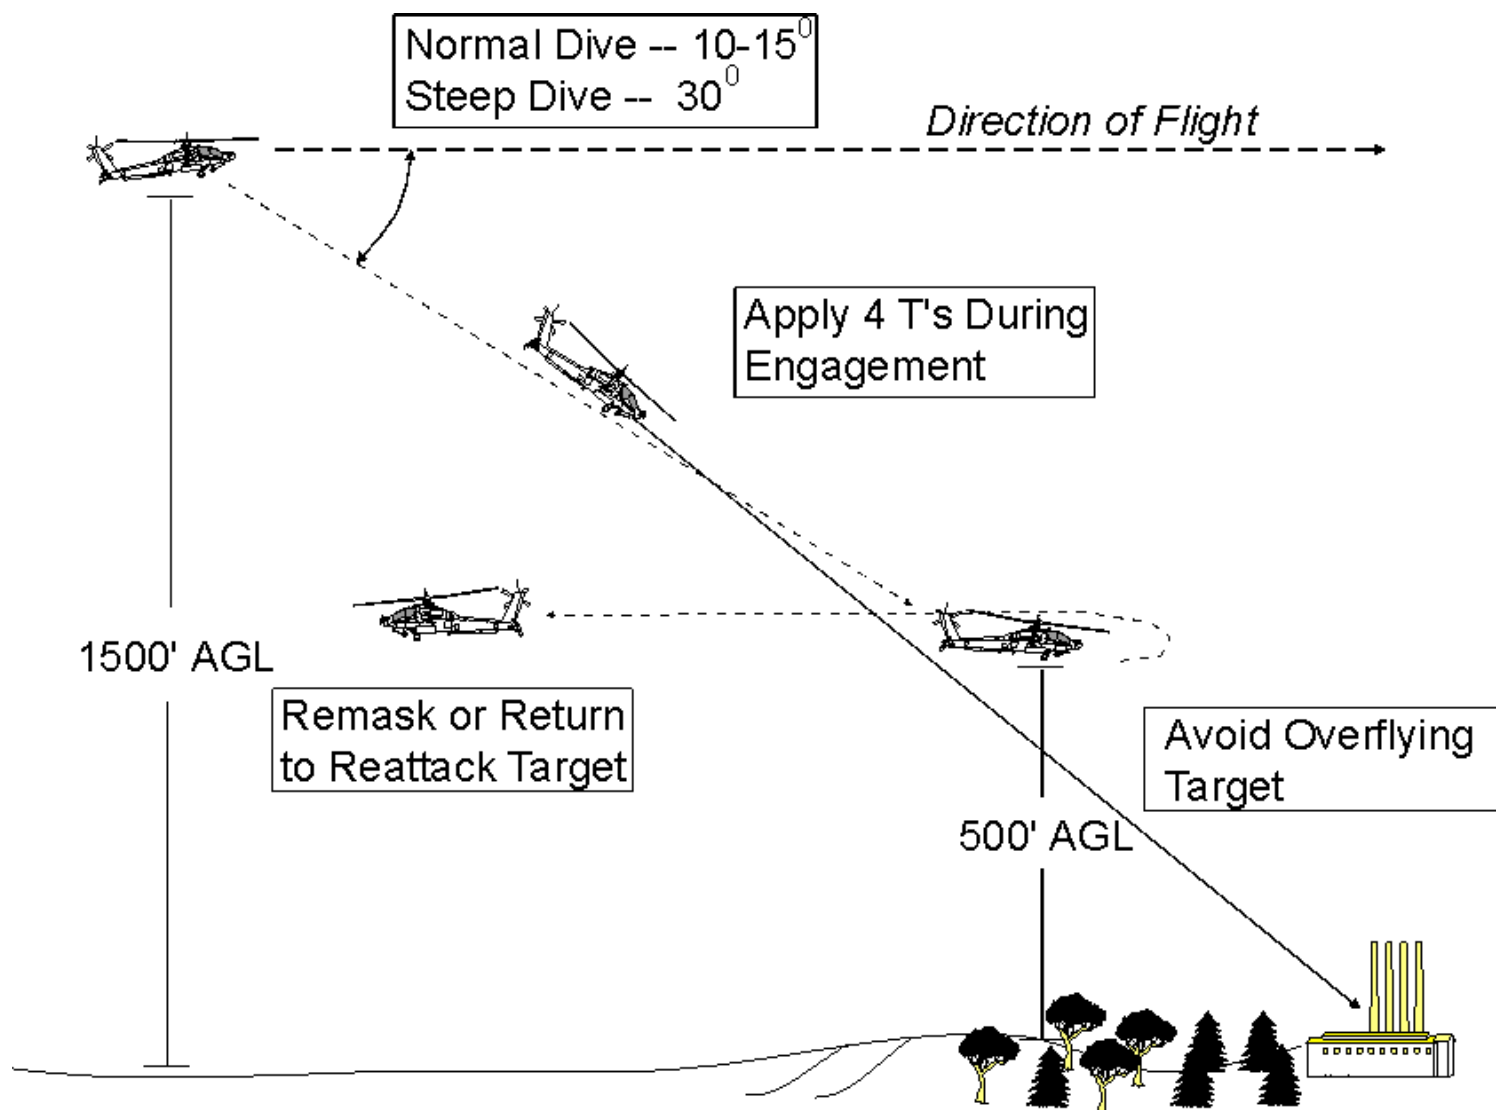 Normal Dive -- 10-15⁰
Steep Dive -- 30⁰
Direction of Flight
Apply 4 T's During
Engagement
1500' AGL
Remask or Return
to Reattack Target
Avoid Overflying
Target
500' AGL